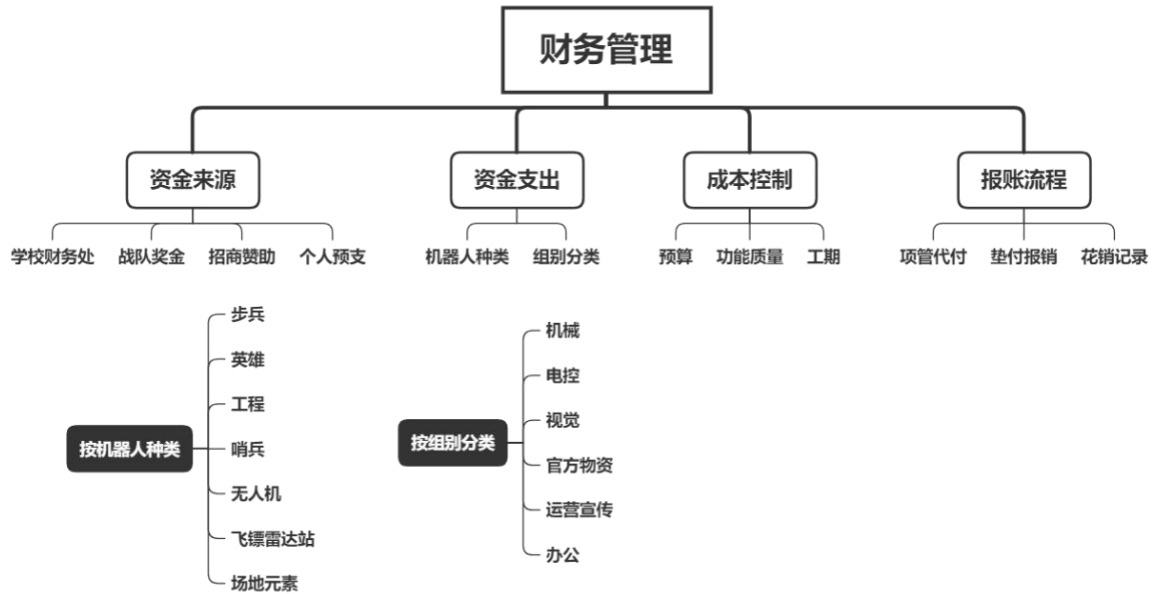 财务管理
资金来源
资金支出
成本控制
报账流程
学校财务处
战队奖金
招商赞助
个人预支
机器人种类
组别分类
预算
功能质量
工期
项管代付
垫付报销
花销记录
按机器人种类
步兵
英雄
工程
哨兵
无人机
飞镖雷达站
场地元素
按组别分类
机械
电控
视觉
官方物资
运营宣传
办公